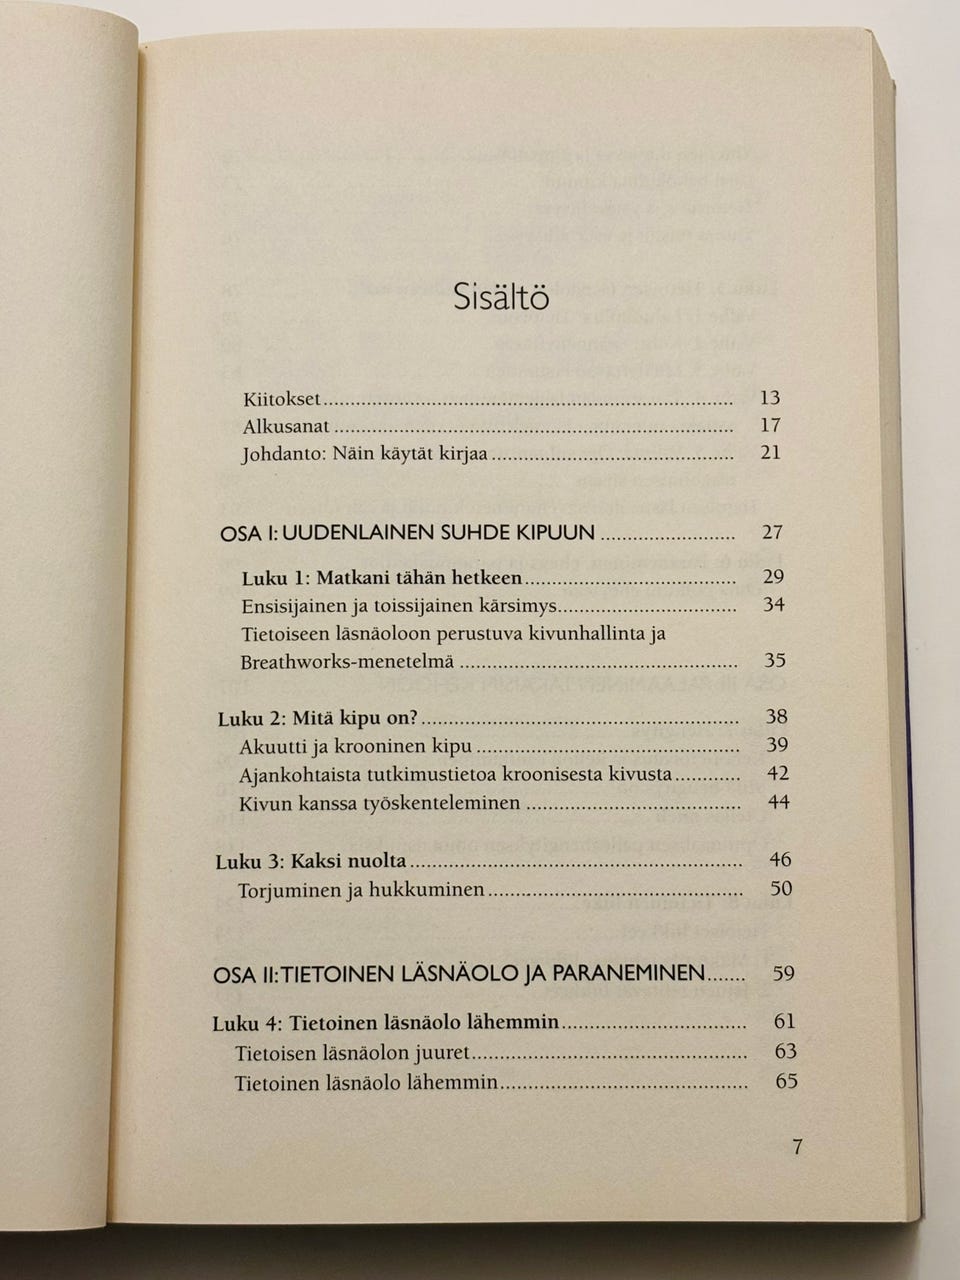 Sisältö
Kiitokset 13
Alkusanat 17
Johdanto: Näin käytät kirjaa 21
OSA I: UUDENLAINEN SUHDE KIPUUN 27
Luku 1: Matkani tähän hetkeen 29
Ensisijainen ja toissijainen kärsimys 34
Tietoiseen läsnäoloon perustuva kivunhallinta ja
Breathworks-menetelmä 35
Luku 2: Mitä kipu on? 38
Akuutti ja krooninen kipu 39
Ajankohtaista tutkimustietoa kroonisesta kivusta 42
Kivun kanssa työskenteleminen 44
Luku 3: Kaksi nuolta 46
Torjuminen ja hukkuminen 50
OSA II: TIETOINEN LÄSNÄOLO JA PARANEMINEN 59
Luku 4: Tietoinen läsnäolo lähemmin 61
Tietoisen läsnäolon juuret 63
Tietoinen läsnäolo lähemmin 65
7